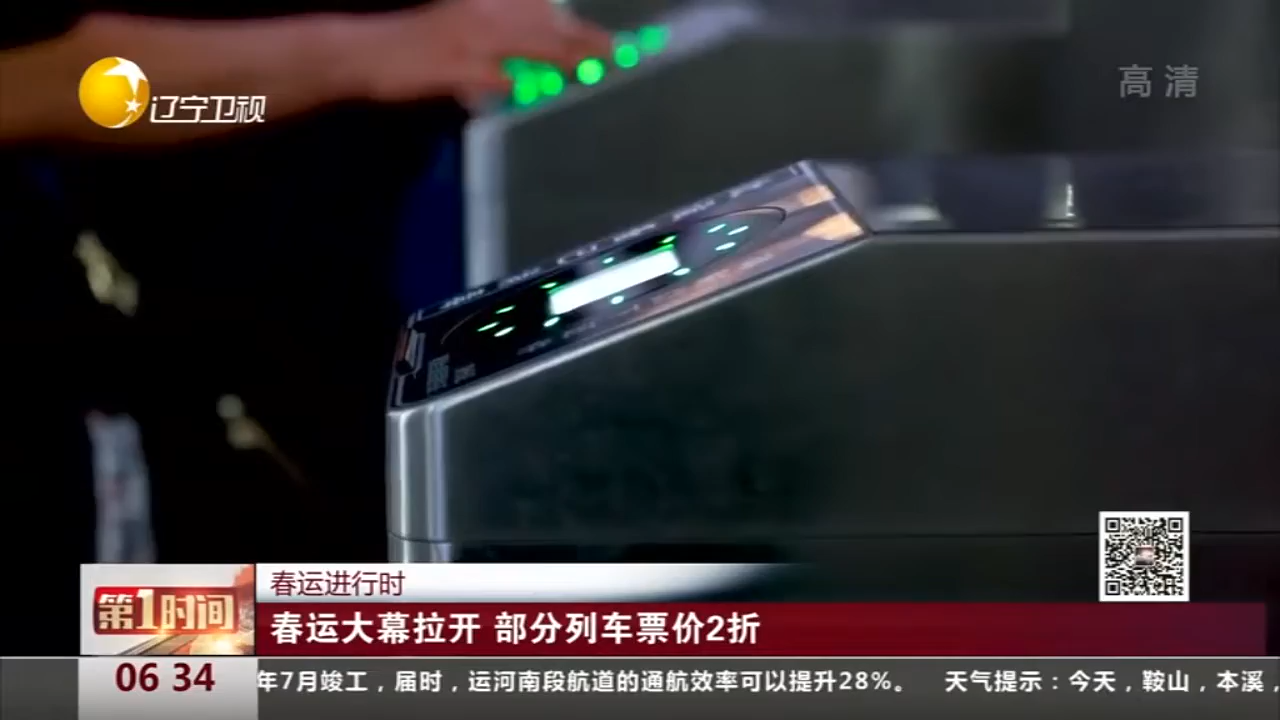 辽宁卫视
高清
春运进行时
第1时间
春运大幕拉开 部分列车票价2折
06 34
年7月竣工，届时，运河南段航道的通航效率可以提升28%。 天气提示：今天，鞍山，本溪，